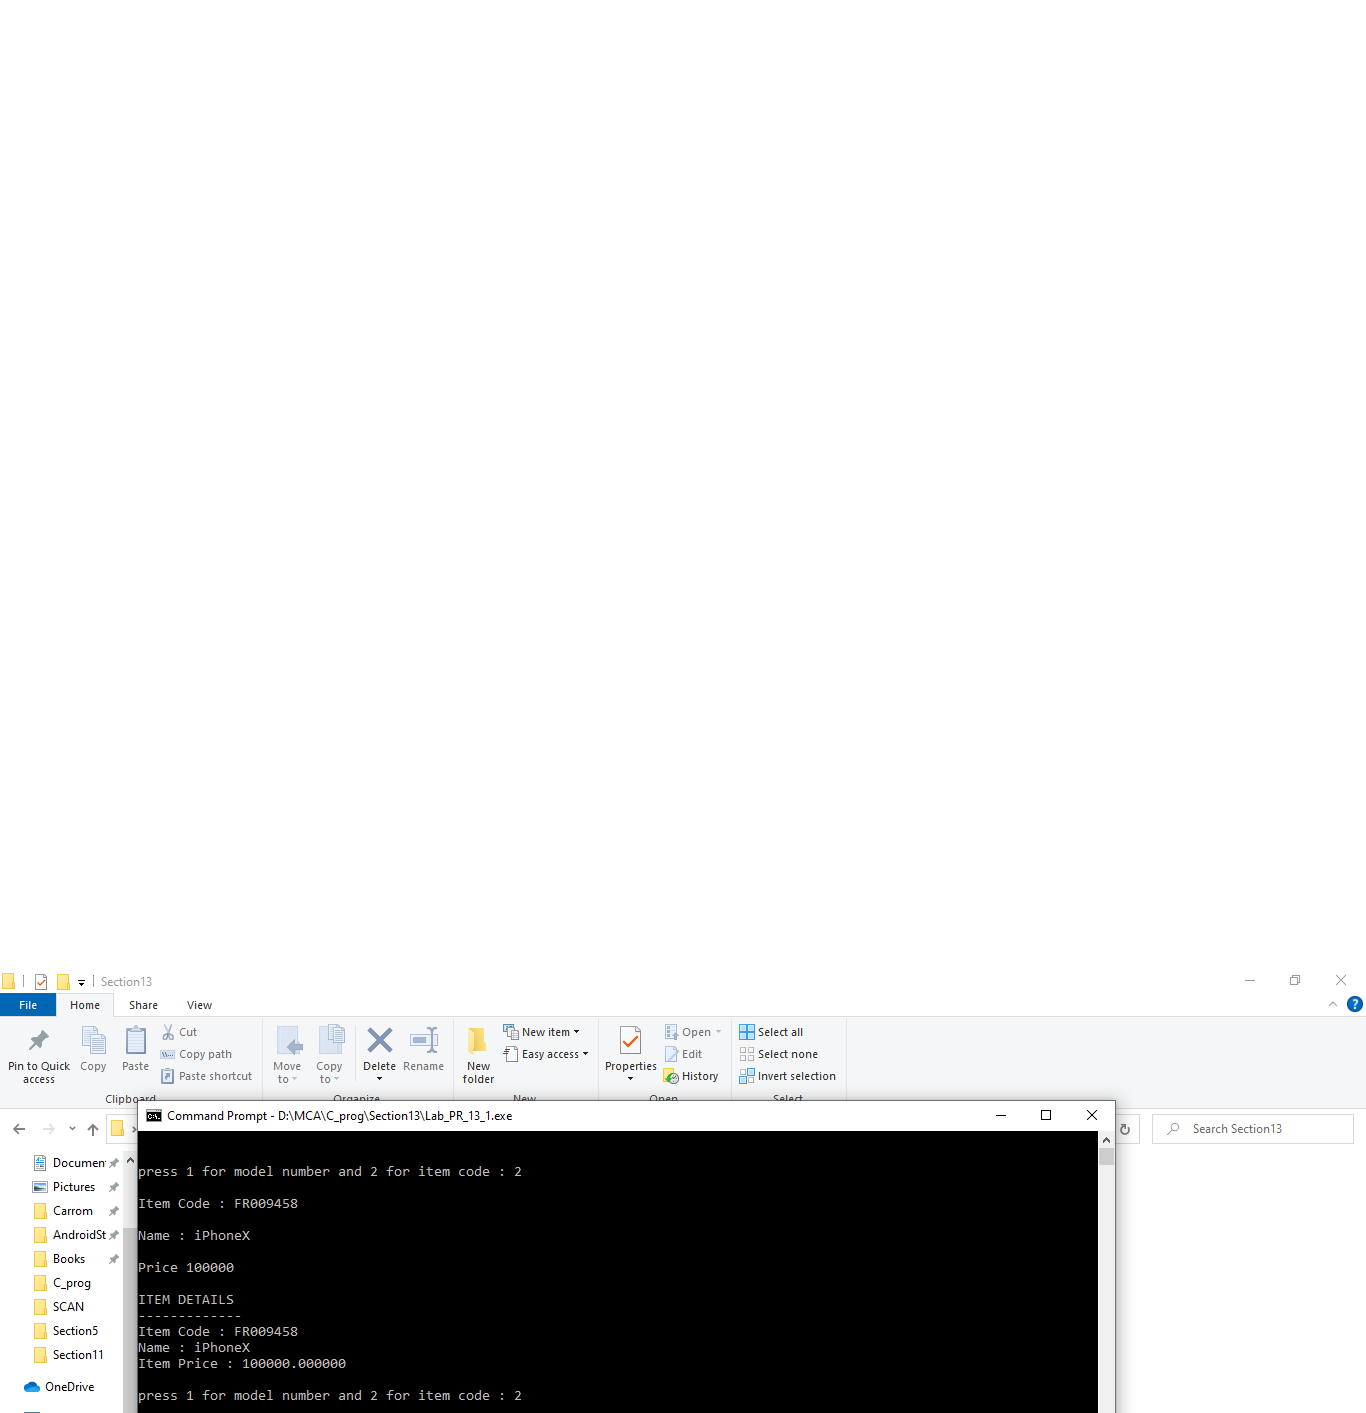 Section13
File Home Share View
Pin to Quick access
Copy
Paste
Cut
Copy path
Paste shortcut
Clipboard
Move to
Copy to
Delete
Rename
Organize
New folder
New item
Easy access
New
Properties
Open
Edit
History
Open
Select all
Select none
Invert selection
Select
Command Prompt - D:\MCA\C_prog\Section13\Lab_PR_13_1.exe
Search Section13
Documen
Pictures
Carrom
AndroidSt
Books
C_prog
SCAN
Section5
Section11
OneDrive
press 1 for model number and 2 for item code : 2
Item Code : FR009458
Name : iPhoneX
Price 100000
ITEM DETAILS
-------------
Item Code : FR009458
Name : iPhoneX
Item Price : 100000.000000
press 1 for model number and 2 for item code : 2